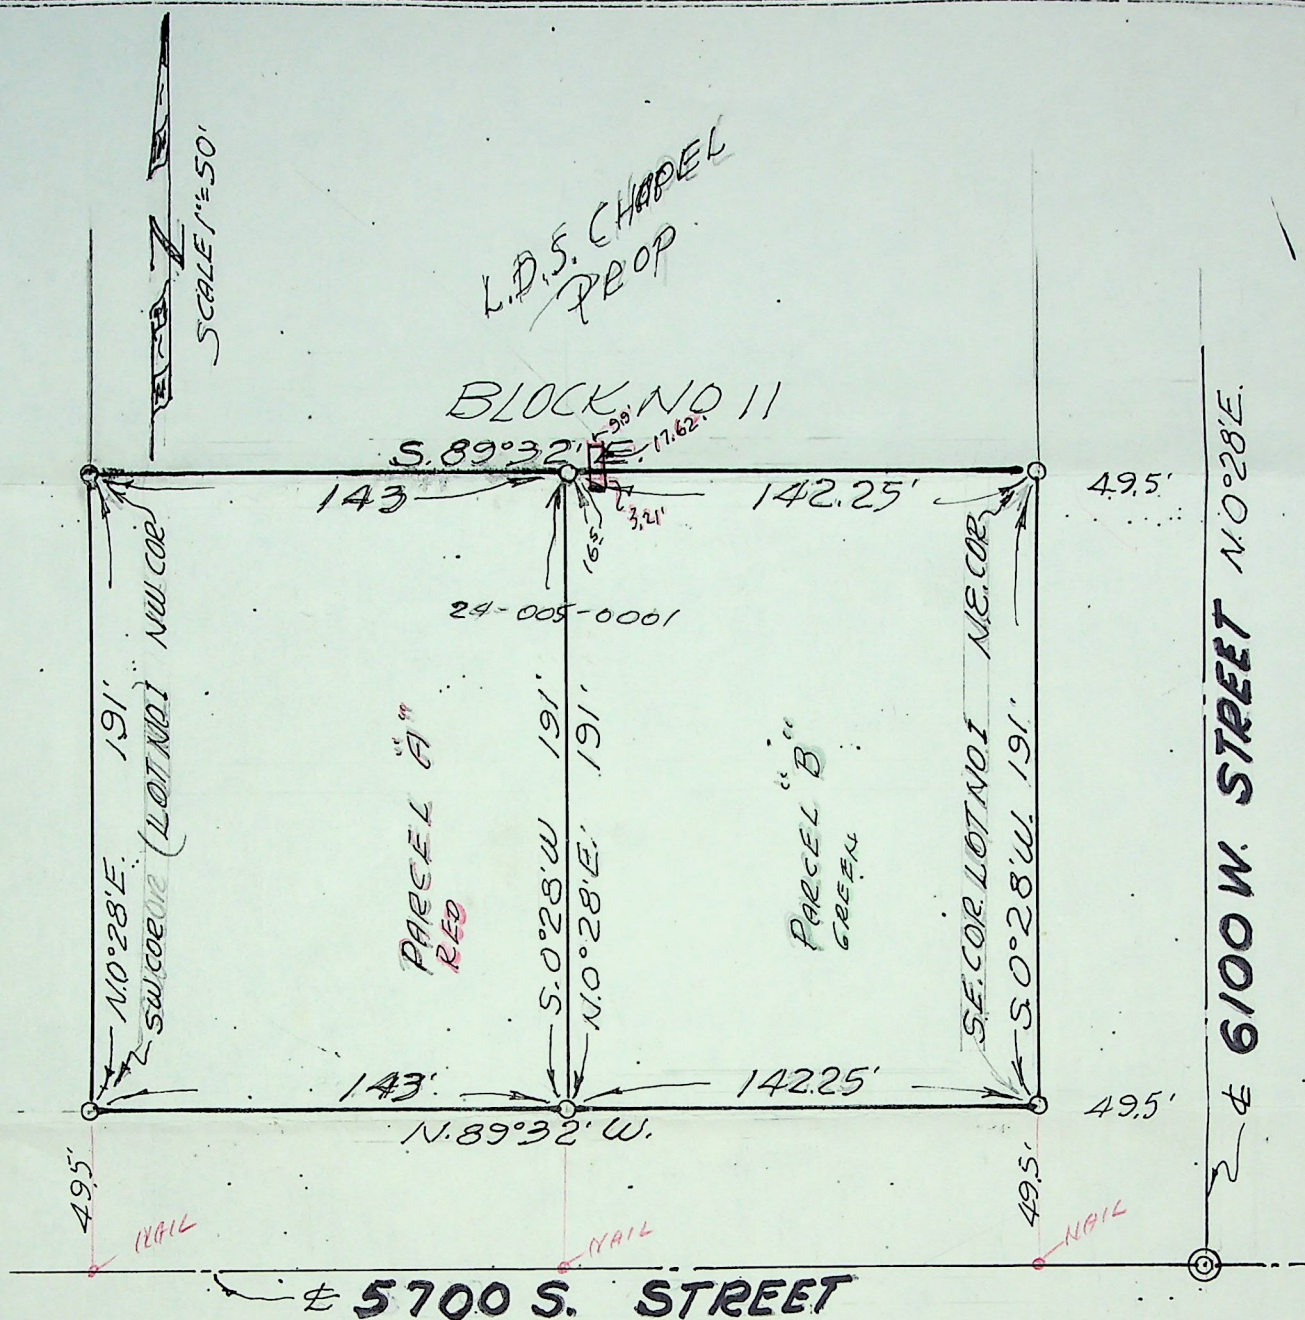 SCALE 1"=50'
L.D.S. CHAPEL
PROP
BLOCK NO 11
9.9'
17.62'
S. 89°32' E.
143
142.25'
49.5'
3.21'
16.5'
24-005-0001
NW COR
191'
N.0°28'E.
SW COR (LOT NO 1
PARCEL "A"
RED
191'
S.0°28'W
191'
N.0°28'E.
PARCEL "B"
GREEN
N.E. COR
S.E. COR. LOT NO 1
S.0°28'W. 191'
N.0°28'E.
℄ 6100 W. STREET
143'
142.25'
49.5'
N.89°32' W.
49.5'
49.5'
NAIL
NAIL
NAIL
℄ 5700 S. STREET